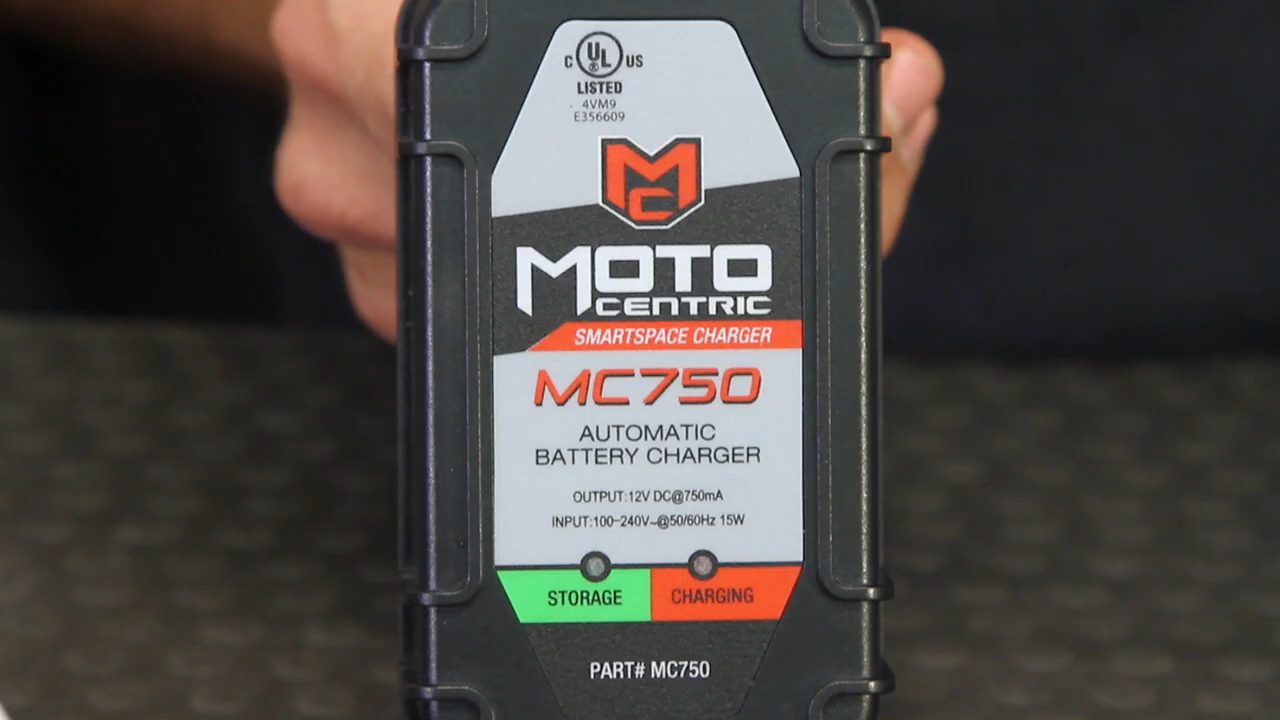 C UL US
®
LISTED
4VM9
E356609
MC
MOTO
CENTRIC
SMARTSPACE CHARGER
MC750
AUTOMATIC
BATTERY CHARGER
OUTPUT:12V DC@750mA
INPUT:100-240V~@50/60Hz 15W
STORAGE CHARGING
PART# MC750